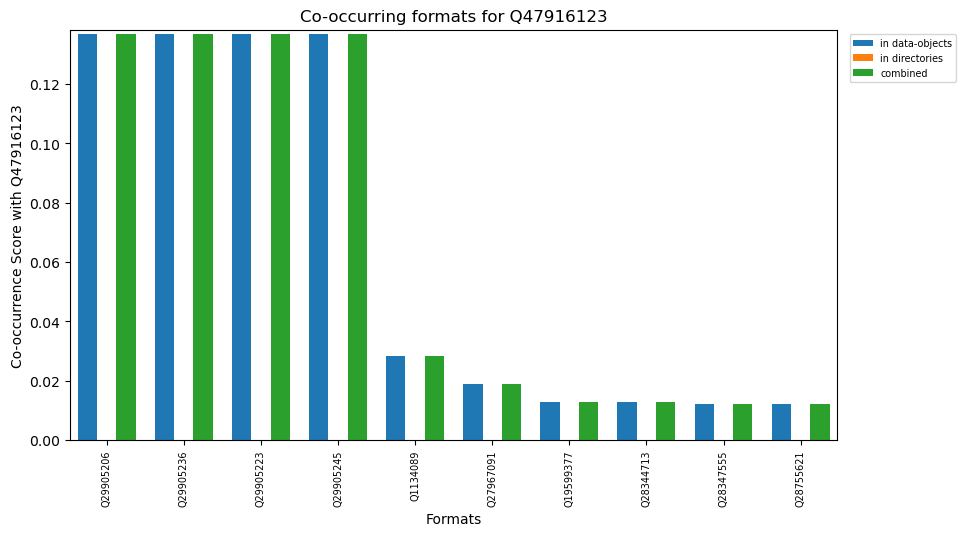 Co-occurring formats for Q47916123
in data-objects
in directories
combined
Co-occurrence Score with Q47916123
0.12
0.10
0.08
0.06
0.04
0.02
0.00
Q29905206
Q29905236
Q29905223
Q29905245
Q1134089
Q27967091
Q19599377
Q28344713
Q28347555
Q28755621
Formats